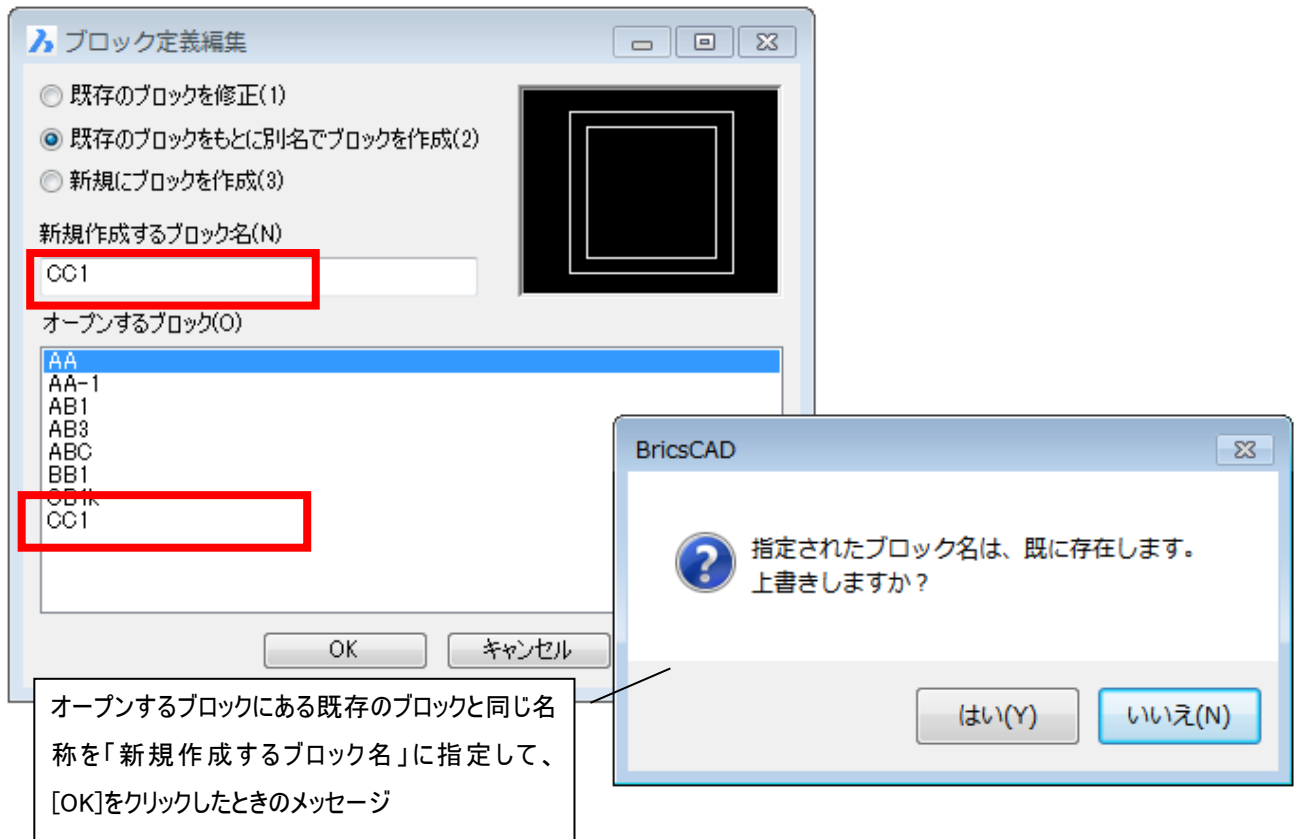 ブロック定義編集
既存のブロックを修正(1)
既存のブロックをもとに別名でブロックを作成(2)
新規にブロックを作成(3)
新規作成するブロック名(N)
CC1
オープンするブロック(O)
AA
AA-1
AB1
AB3
ABC
BB1
CC1
OK
キャンセル
BricsCAD
指定されたブロック名は、既に存在します。
上書きしますか？
はい(Y)
いいえ(N)
オープンするブロックにある既存のブロックと同じ名
称を「新規作成するブロック名」に指定して、
[OK]をクリックしたときのメッセージ